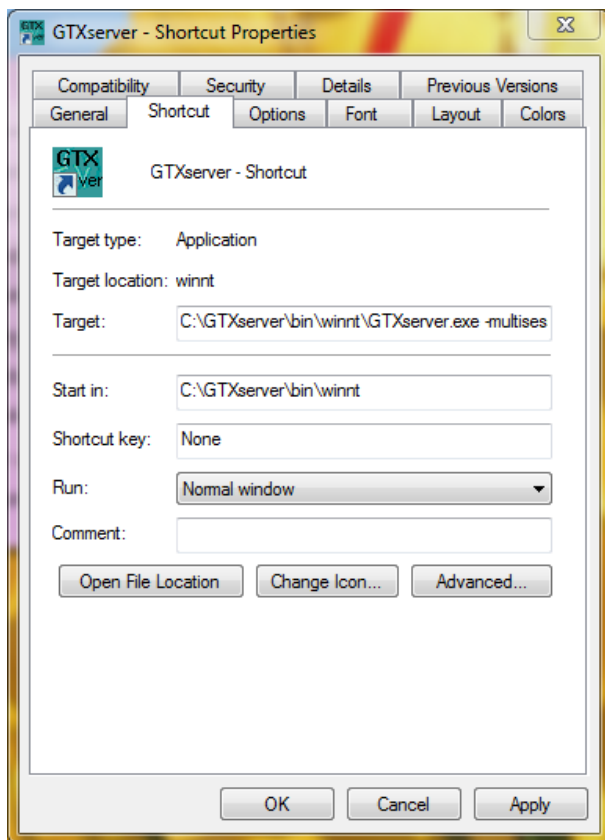 GTXserver - Shortcut Properties
Compatibility Security Details Previous Versions
General Shortcut Options Font Layout Colors
GTX
ver
GTXserver - Shortcut
Target type: Application
Target location: winnt
Target: C:\GTXserver\bin\winnt\GTXserver.exe -multises
Start in: C:\GTXserver\bin\winnt
Shortcut key: None
Run: Normal window
Comment:
Open File Location Change Icon... Advanced...
OK Cancel Apply